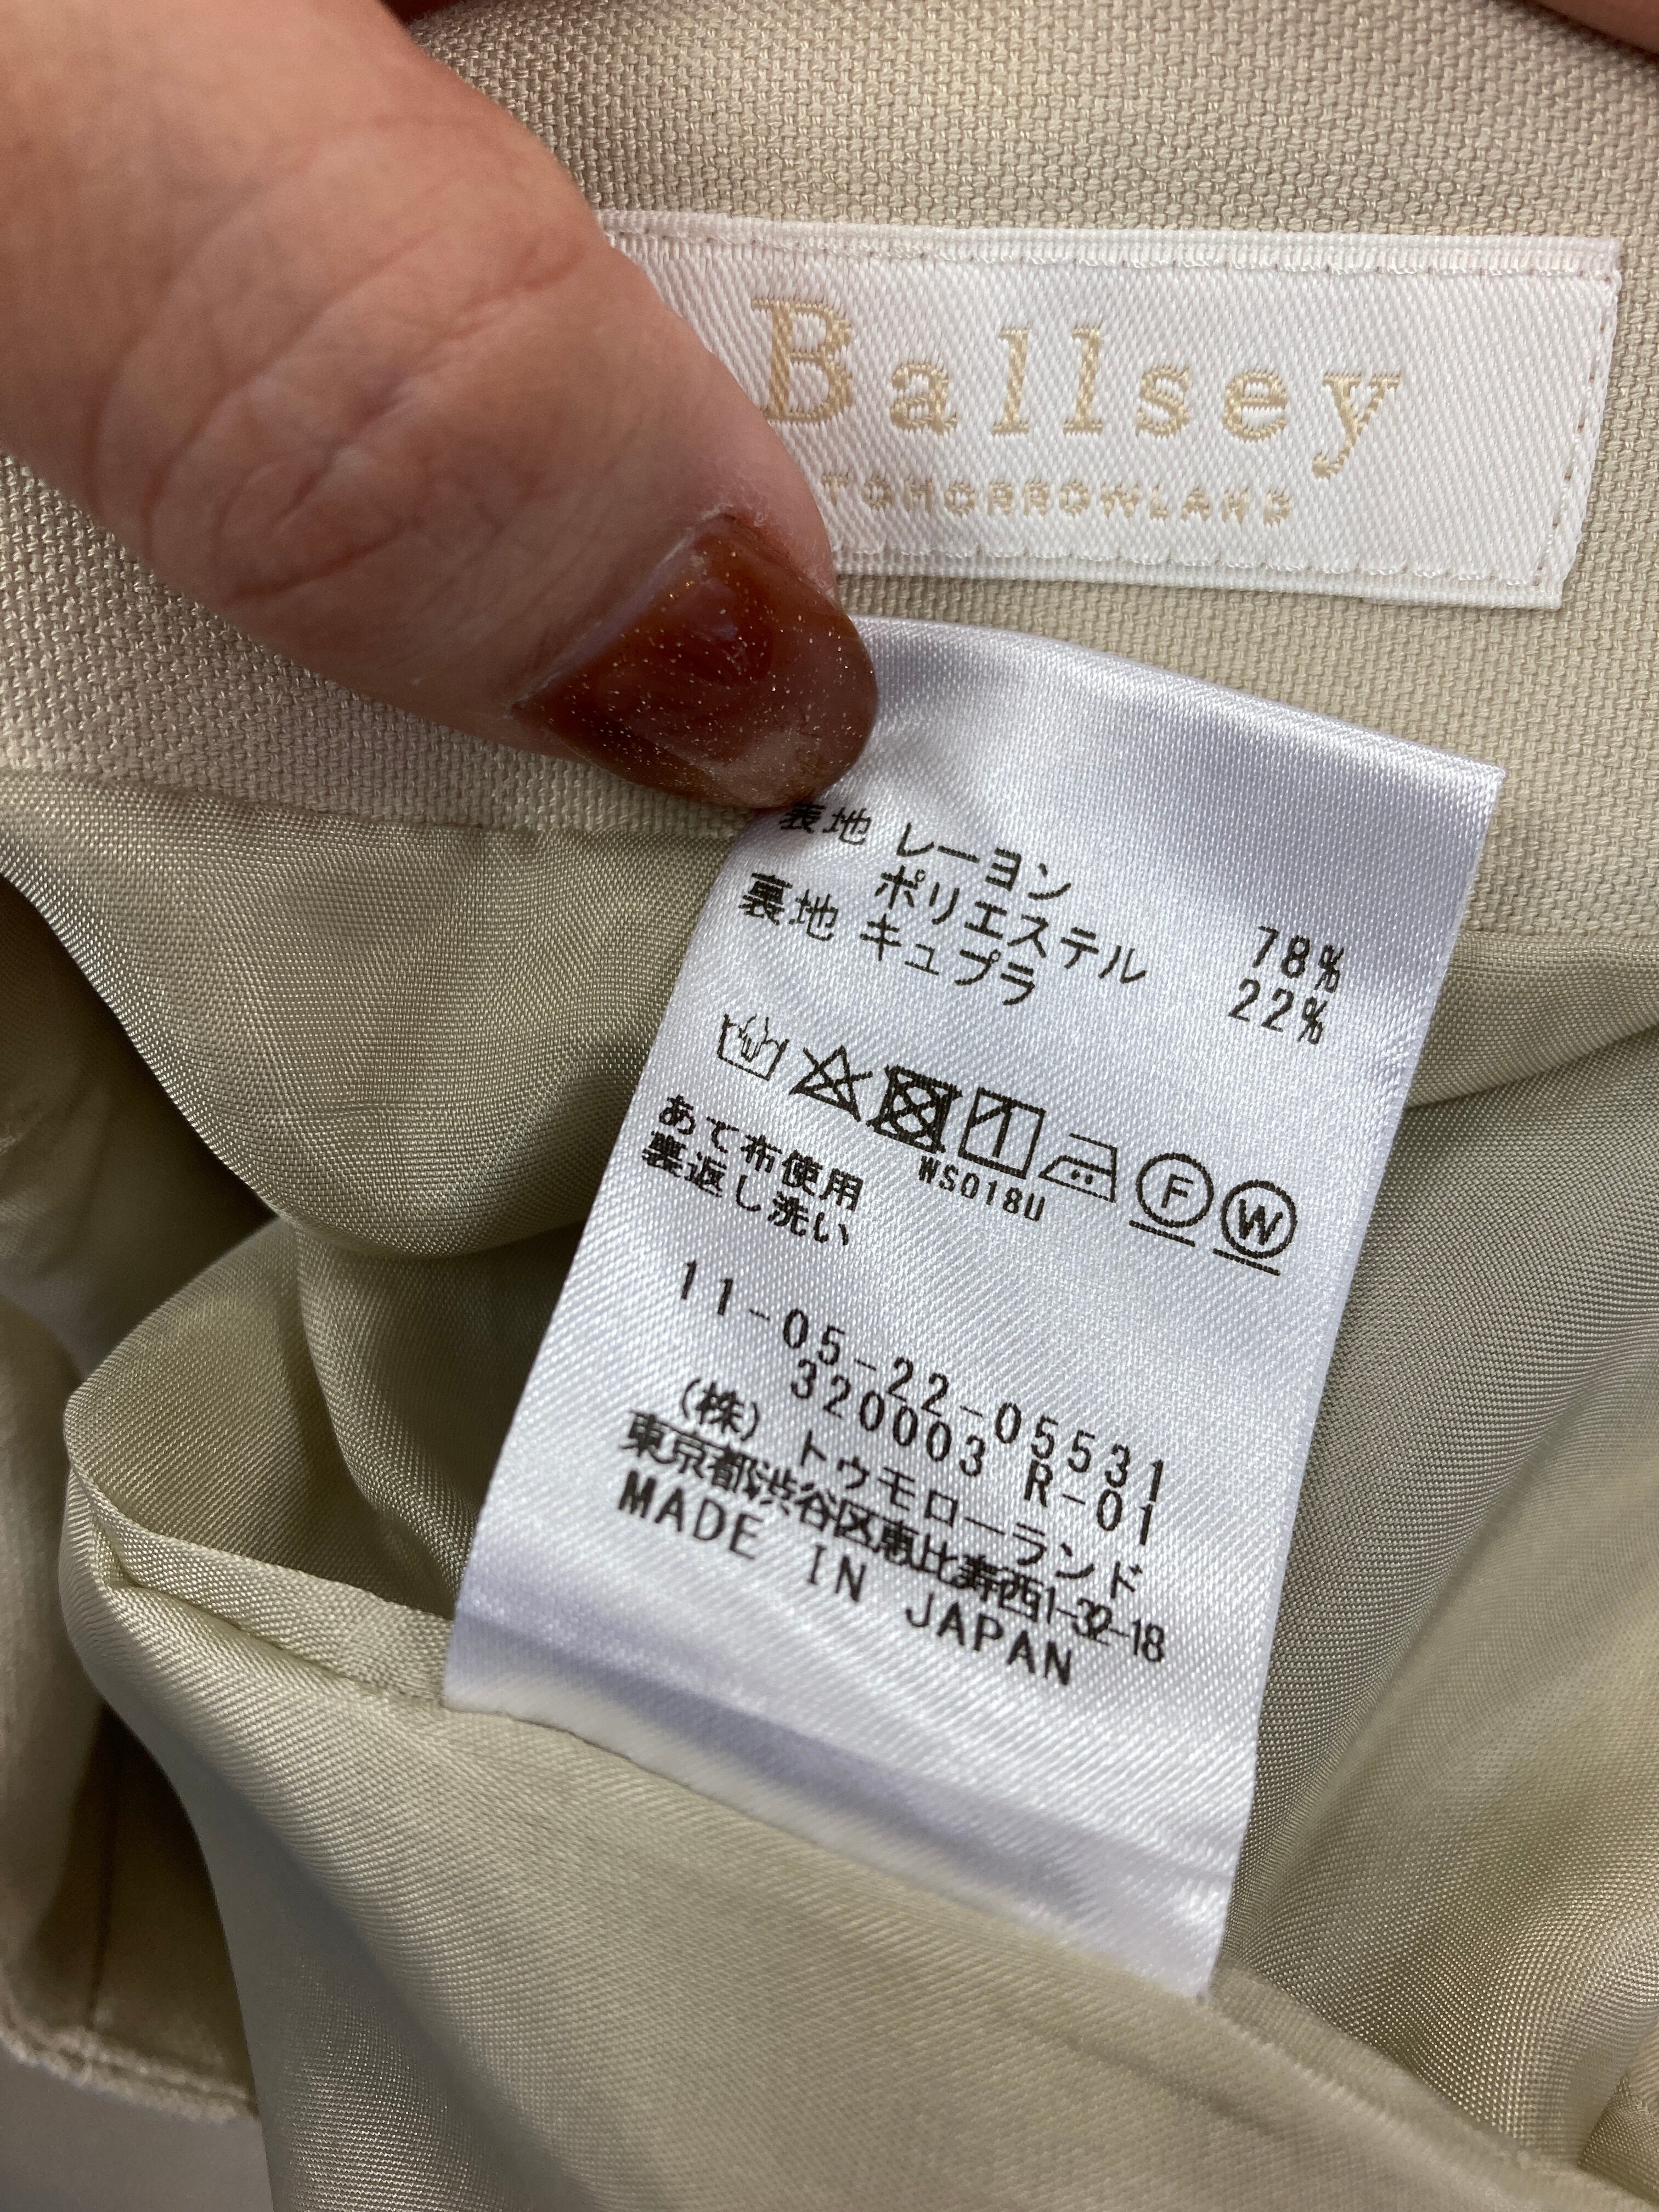 Ballsey
TOMORROWLAND
表地 レーヨン 78%
ポリエステル 22%
裏地 キュプラ
WS018U
F W
あて布使用
裏返し洗い
11-05-22-05531
320003 R-01
(株)トゥモローランド
東京都渋谷区恵比寿西1-32-18
MADE IN JAPAN